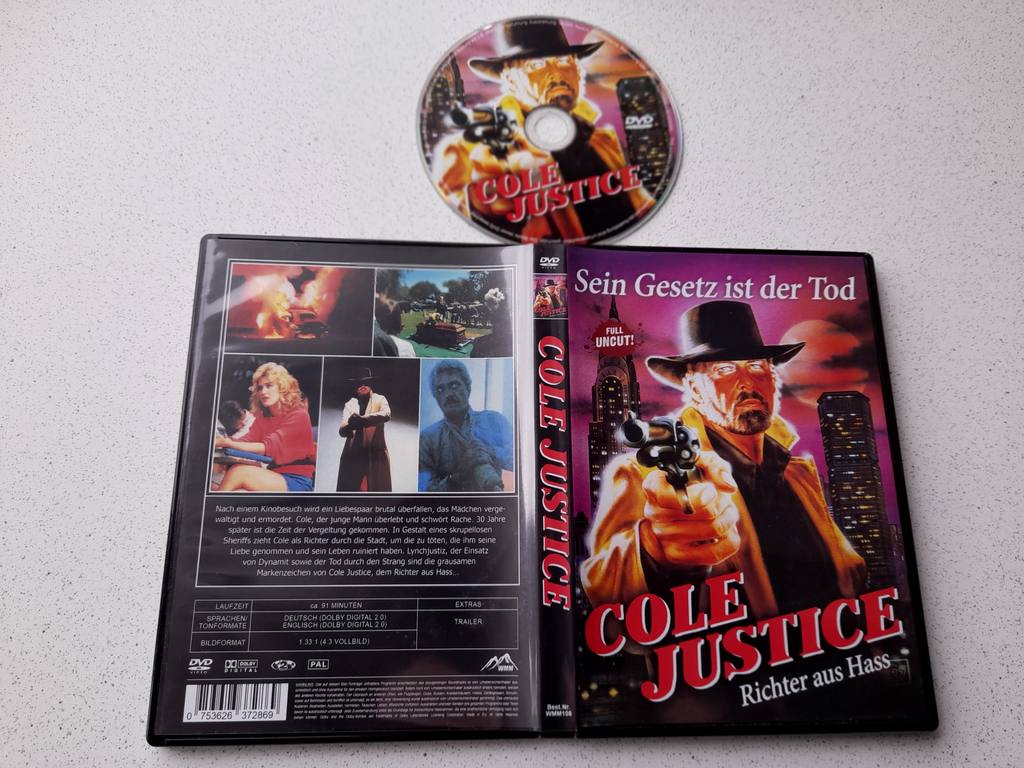 DVD
VIDEO
COLE
JUSTICE
Sein Gesetz ist der Tod
FULL
UNCUT!
COLE
JUSTICE
Richter aus Hass
DVD
VIDEO
COLE JUSTICE
COLE JUSTICE
Best.Nr.
WMM108
Nach einem Kinobesuch wird ein Liebespaar brutal überfallen, das Mädchen verge-
waltigt und ermordet. Cole, der junge Mann überlebt und schwört Rache. 30 Jahre
später ist die Zeit der Vergeltung gekommen. In Gestalt eines skrupellosen
Sheriffs zieht Cole als Richter durch die Stadt, um die zu töten, die ihm seine
Liebe genommen und sein Leben ruiniert haben. Lynchjustiz, der Einsatz
von Dynamit sowie der Tod durch den Strang sind die grausamen
Markenzeichen von Cole Justice, dem Richter aus Hass...
LAUFZEIT ca. 91 MINUTEN EXTRAS
SPRACHEN/ DEUTSCH (DOLBY DIGITAL 2.0) TRAILER
TONFORMATE ENGLISCH (DOLBY DIGITAL 2.0)
BILDFORMAT 1.33:1 (4:3 VOLLBILD)
DVD
VIDEO
DOLBY
DIGITAL
2
PAL
WMM
0 753626 372869